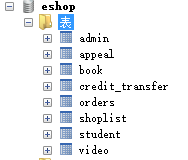 eshop
表
admin
appeal
book
credit_transfer
orders
shoplist
student
video